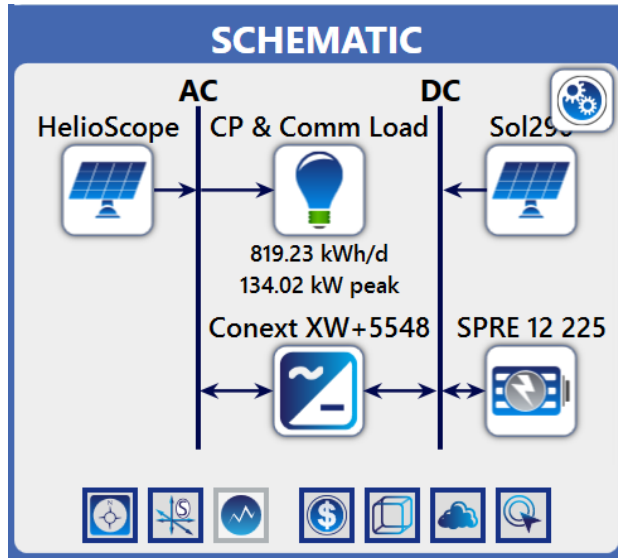 SCHEMATIC
AC DC
HelioScope CP & Comm Load
819.23 kWh/d
134.02 kW peak
Conext XW+5548 SPRE 12 225
N
S
$